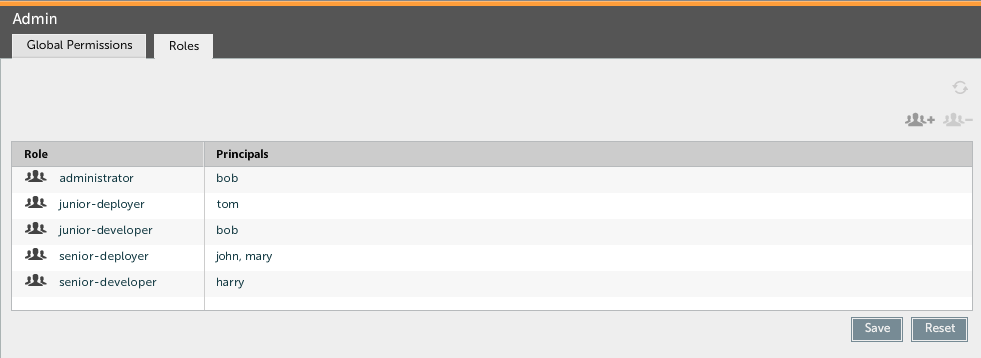 Admin
Global Permissions Roles
Role Principals
administrator bob
junior-deployer tom
junior-developer bob
senior-deployer john, mary
senior-developer harry
Save Reset